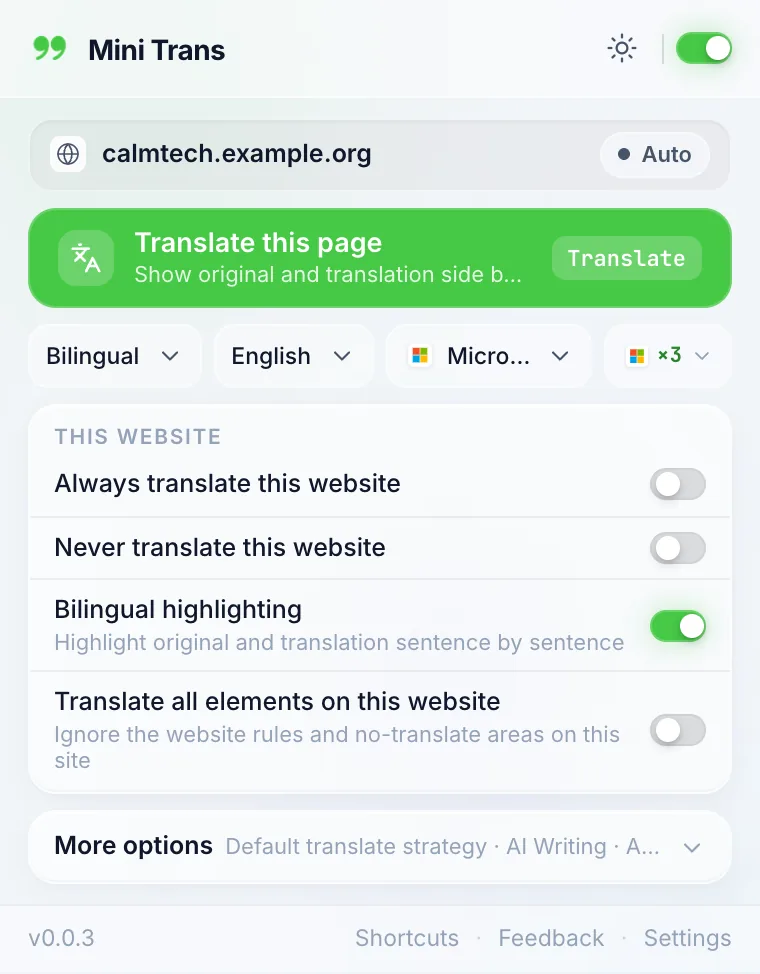 Mini Trans
calmtech.example.org
Auto
Translate this page
Show original and translation side b...
Translate
Bilingual
English
Micro...
×3
THIS WEBSITE
Always translate this website
Never translate this website
Bilingual highlighting
Highlight original and translation sentence by sentence
Translate all elements on this website
Ignore the website rules and no-translate areas on this
site
More options Default translate strategy · AI Writing · A...
v0.0.3
Shortcuts · Feedback · Settings